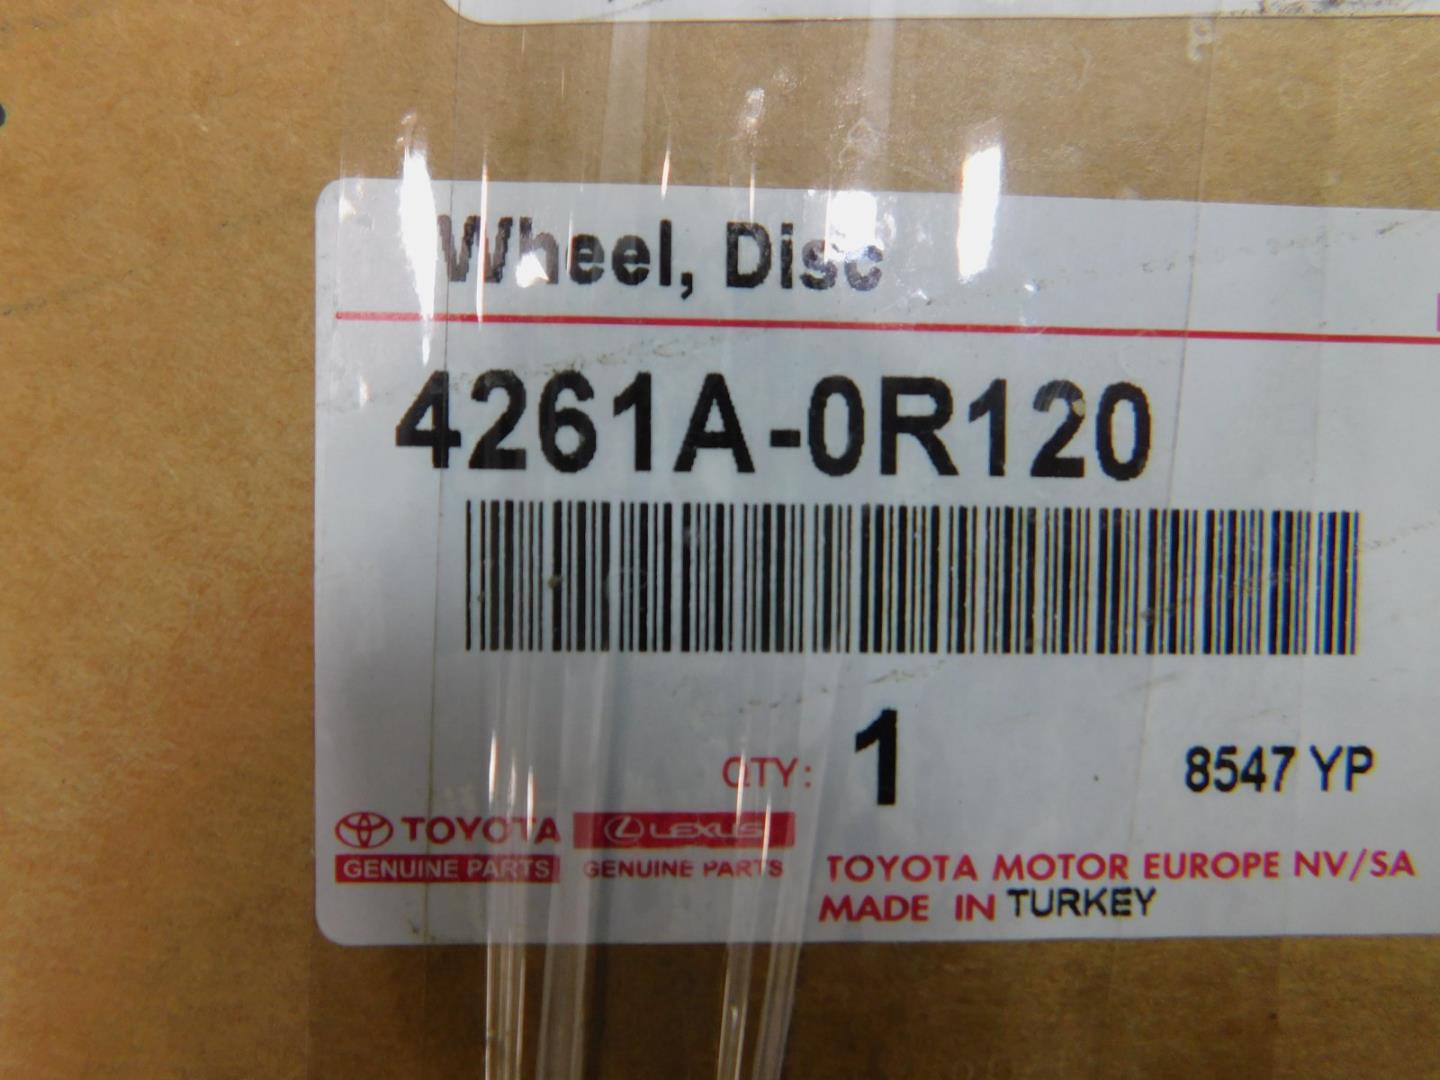 Wheel, Disc
4261A-0R120
QTY: 1 8547 YP
TOYOTA LEXUS
GENUINE PARTS GENUINE PARTS
TOYOTA MOTOR EUROPE NV/SA
MADE IN TURKEY